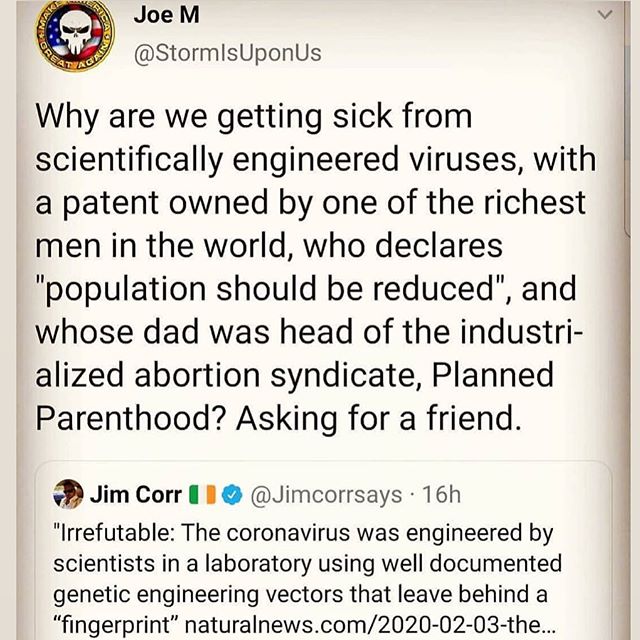 MAKE AMERICA
GREAT AGAIN
Joe M
@StormIsUponUs
Why are we getting sick from
scientifically engineered viruses, with
a patent owned by one of the richest
men in the world, who declares
"population should be reduced", and
whose dad was head of the industri-
alized abortion syndicate, Planned
Parenthood? Asking for a friend.
Jim Corr @Jimcorrsays · 16h
"Irrefutable: The coronavirus was engineered by
scientists in a laboratory using well documented
genetic engineering vectors that leave behind a
“fingerprint” naturalnews.com/2020-02-03-the...